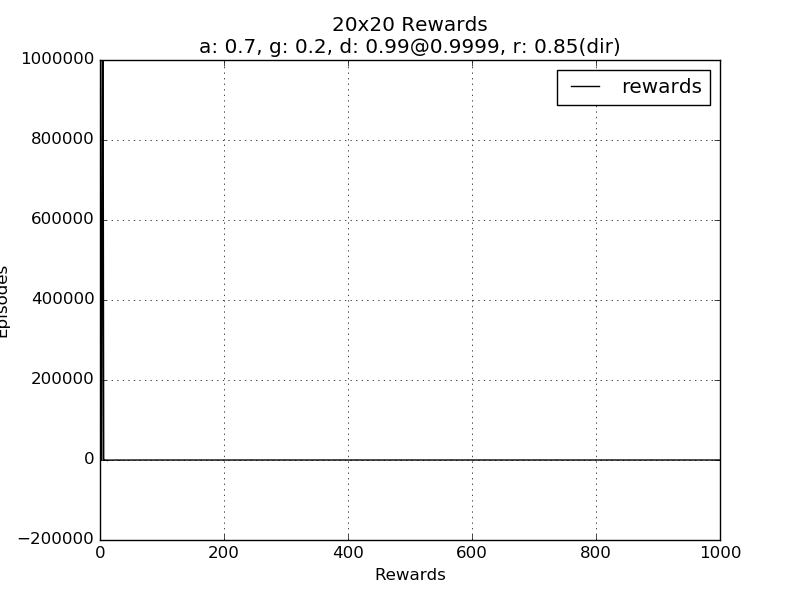 20x20 Rewards
a: 0.7, g: 0.2, d: 0.99@0.9999, r: 0.85(dir)
1000000
800000
600000
400000
200000
0
−200000
Episodes
rewards
0 200 400 600 800 1000
Rewards